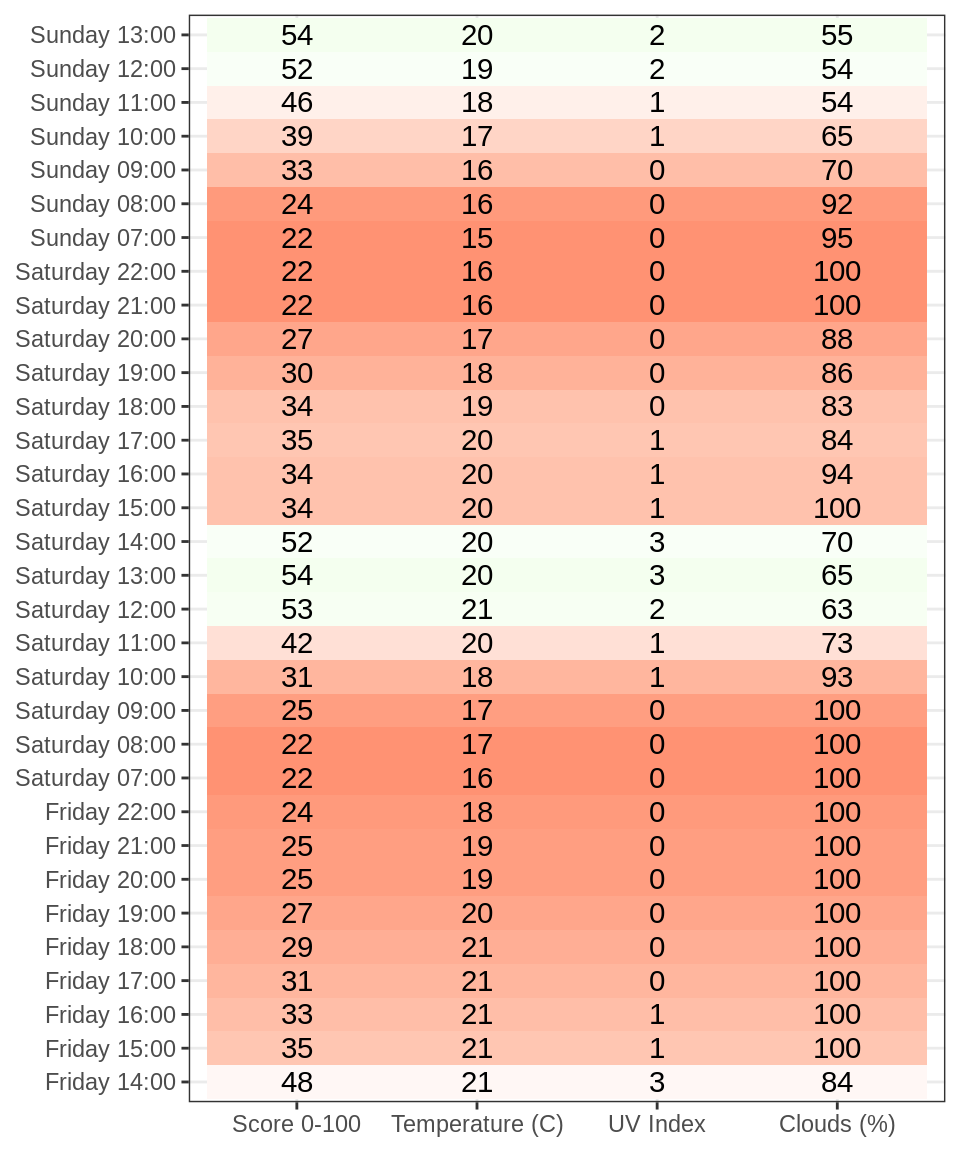 Sunday 13:00 54 20 2 55
Sunday 12:00 52 19 2 54
Sunday 11:00 46 18 1 54
Sunday 10:00 39 17 1 65
Sunday 09:00 33 16 0 70
Sunday 08:00 24 16 0 92
Sunday 07:00 22 15 0 95
Saturday 22:00 22 16 0 100
Saturday 21:00 22 16 0 100
Saturday 20:00 27 17 0 88
Saturday 19:00 30 18 0 86
Saturday 18:00 34 19 0 83
Saturday 17:00 35 20 1 84
Saturday 16:00 34 20 1 94
Saturday 15:00 34 20 1 100
Saturday 14:00 52 20 3 70
Saturday 13:00 54 20 3 65
Saturday 12:00 53 21 2 63
Saturday 11:00 42 20 1 73
Saturday 10:00 31 18 1 93
Saturday 09:00 25 17 0 100
Saturday 08:00 22 17 0 100
Saturday 07:00 22 16 0 100
Friday 22:00 24 18 0 100
Friday 21:00 25 19 0 100
Friday 20:00 25 19 0 100
Friday 19:00 27 20 0 100
Friday 18:00 29 21 0 100
Friday 17:00 31 21 0 100
Friday 16:00 33 21 1 100
Friday 15:00 35 21 1 100
Friday 14:00 48 21 3 84
Score 0-100 Temperature (C) UV Index Clouds (%)